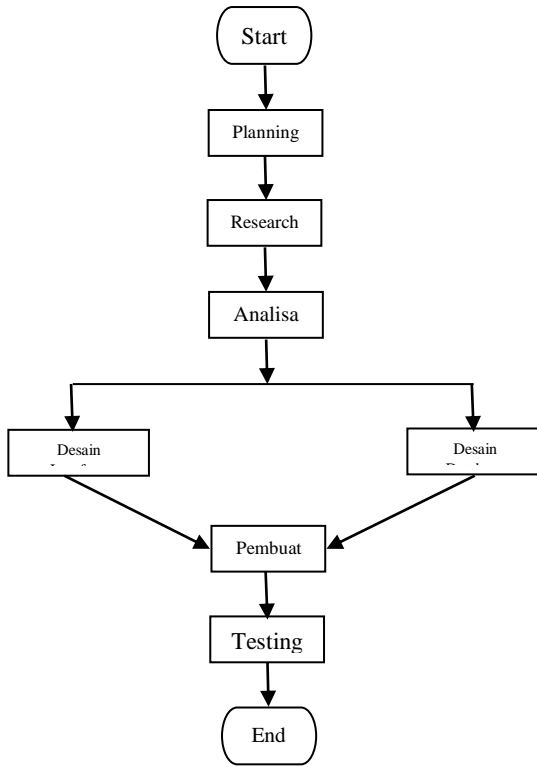 Start
Planning
Research
Analisa
Desain
Desain
Pembuat
Testing
End